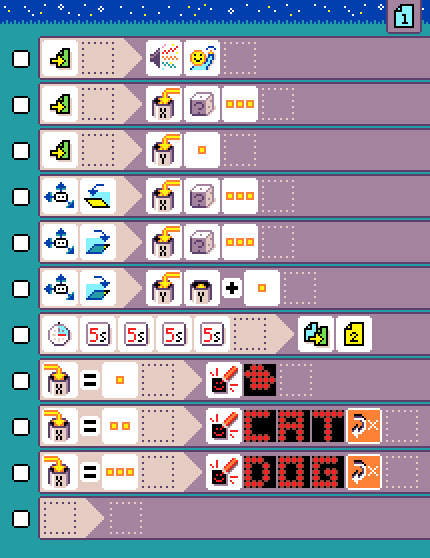 1
X ?
Y
X ?
X ?
Y Y +
5s 5s 5s 5s 2
X =
X = CAT X
X = DOG X